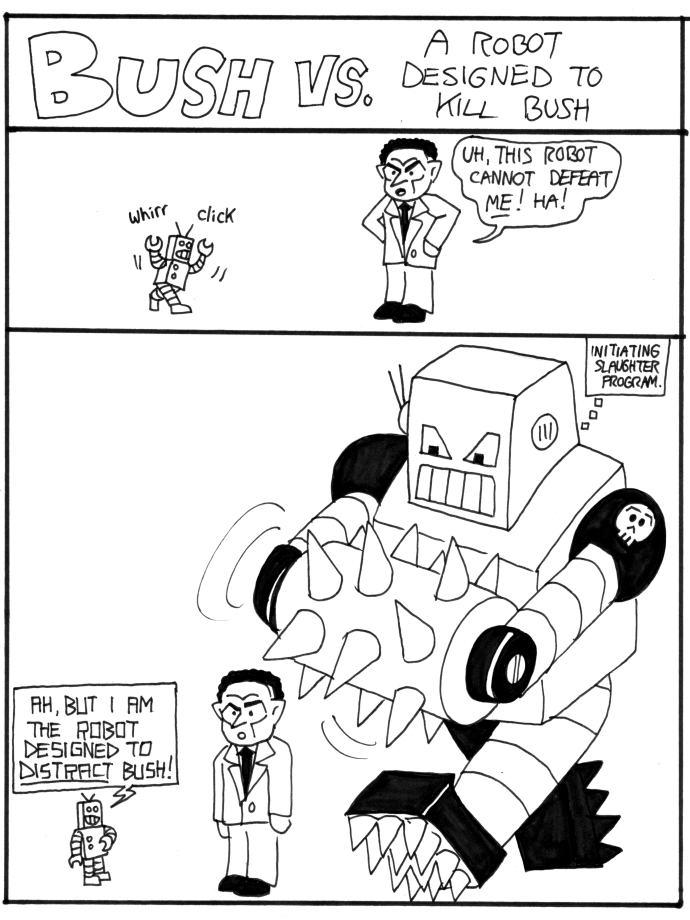 BUSH VS. A ROBOT
DESIGNED TO
KILL BUSH
whirr click
UH, THIS ROBOT
CANNOT DEFEAT
ME! HA!
INITIATING
SLAUGHTER
PROGRAM.
AH, BUT I AM
THE ROBOT
DESIGNED TO
DISTRACT BUSH!